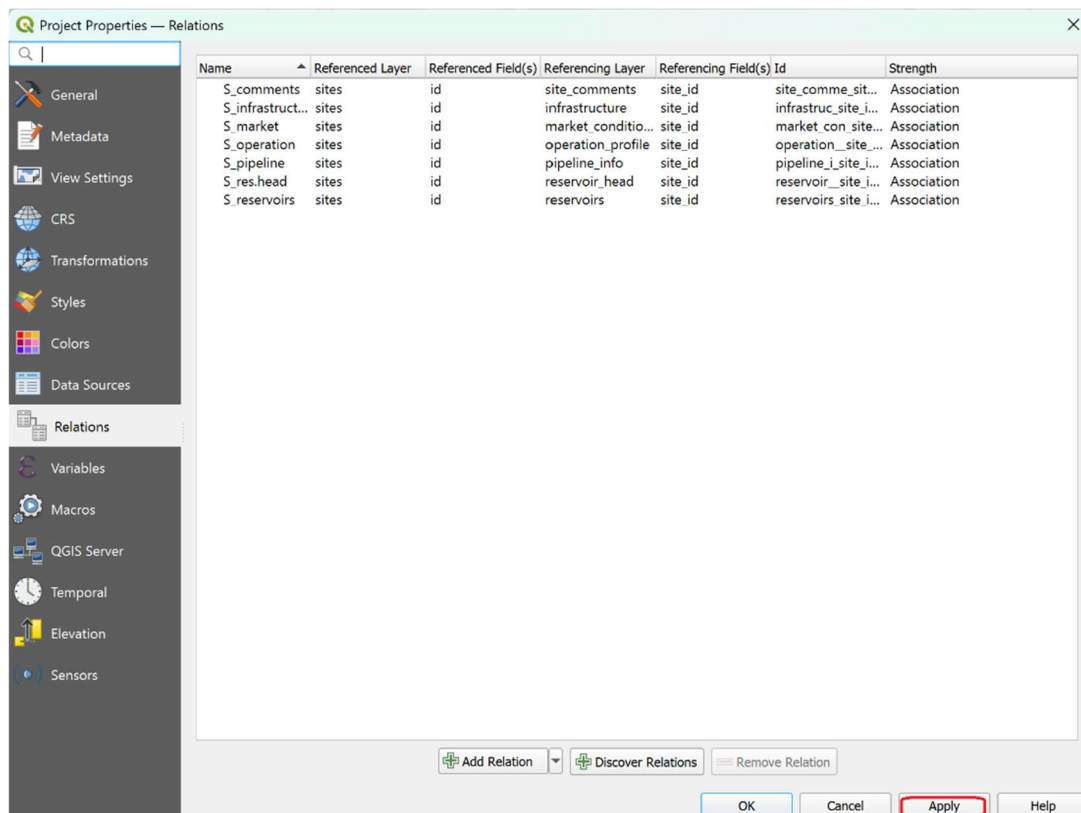 Project Properties — Relations
Name Referenced Layer Referenced Field(s) Referencing Layer Referencing Field(s) Id Strength
S_comments sites id site_comments site_id site_comme_sit... Association
S_infrastruct... sites id infrastructure site_id infrastruc_site_i... Association
S_market sites id market_conditio... site_id market_con_site... Association
S_operation sites id operation_profile site_id operation__site_... Association
S_pipeline sites id pipeline_info site_id pipeline_i_site_i... Association
S_res.head sites id reservoir_head site_id reservoir__site_i... Association
S_reservoirs sites id reservoirs site_id reservoirs_site_i... Association
General
Metadata
View Settings
CRS
Transformations
Styles
Colors
Data Sources
Relations
Variables
Macros
QGIS Server
Temporal
Elevation
Sensors
Add Relation Discover Relations Remove Relation
OK Cancel Apply Help